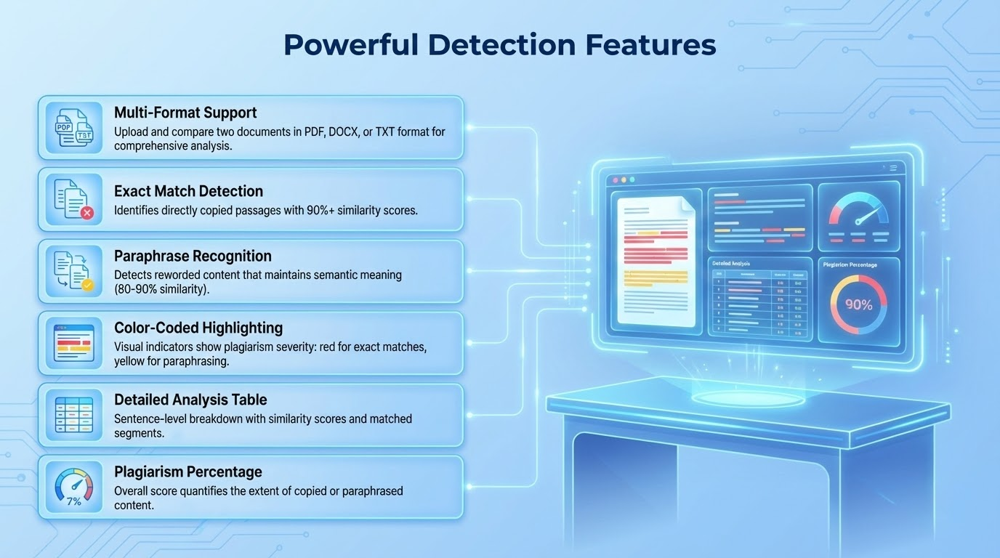 Powerful Detection Features
Multi-Format Support
PDF
TBT
Upload and compare two documents in PDF, DOCX, or TXT format for
comprehensive analysis.
Exact Match Detection
Identifies directly copied passages with 90%+ similarity scores.
Paraphrase Recognition
Detects reworded content that maintains semantic meaning
(80-90% similarity).
Color-Coded Highlighting
Visual indicators show plagiarism severity: red for exact matches,
yellow for paraphrasing.
Detailed Analysis Table
Sentence-level breakdown with similarity scores and matched
segments.
Plagiarism Percentage
7%
Overall score quantifies the extent of copied or paraphrased
content.
Detailed Analysis
90%